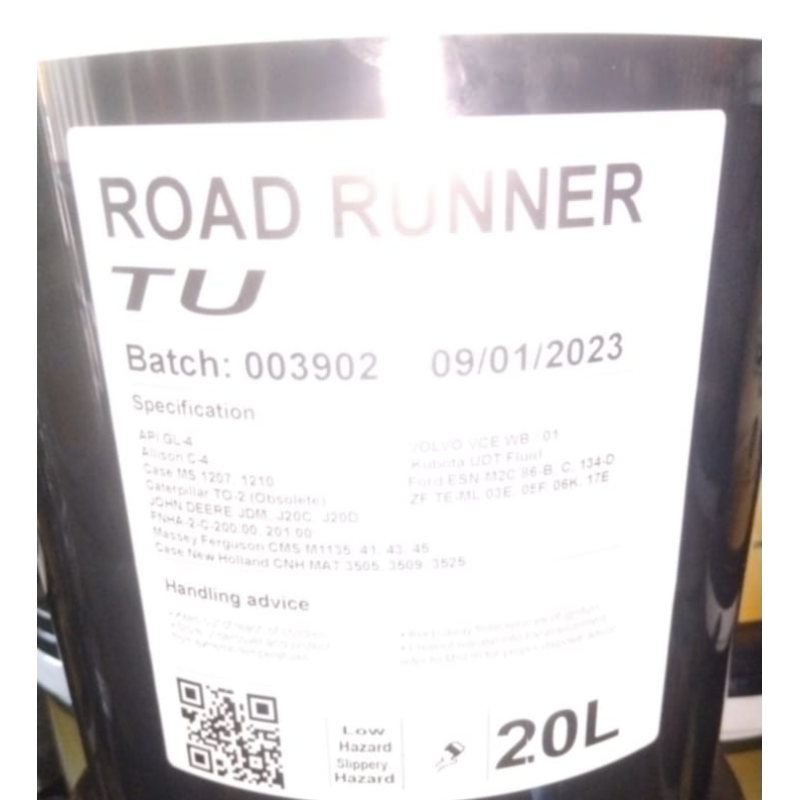 ROAD RUNNER
TU
Batch: 003902 09/01/2023
Specification
API GL-4
Allison C-4
Case MS 1207, 1210
Caterpillar TO-2 (Obsolete)
JOHN DEERE JDM, J20C, J20D
FNHA-2-C-200.00, 201.00
Massey Ferguson CMS M1135, 41, 43, 45
Case New Holland CNH MAT 3505, 3509, 3525
VOLVO VCE WB 101
Kubota UDT Fluid
Ford ESN-M2C 86-B, C, 134-D
ZF TE-ML 03E, 05F, 06K, 17E
Handling advice
Low
Hazard
Slippery
Hazard
20L